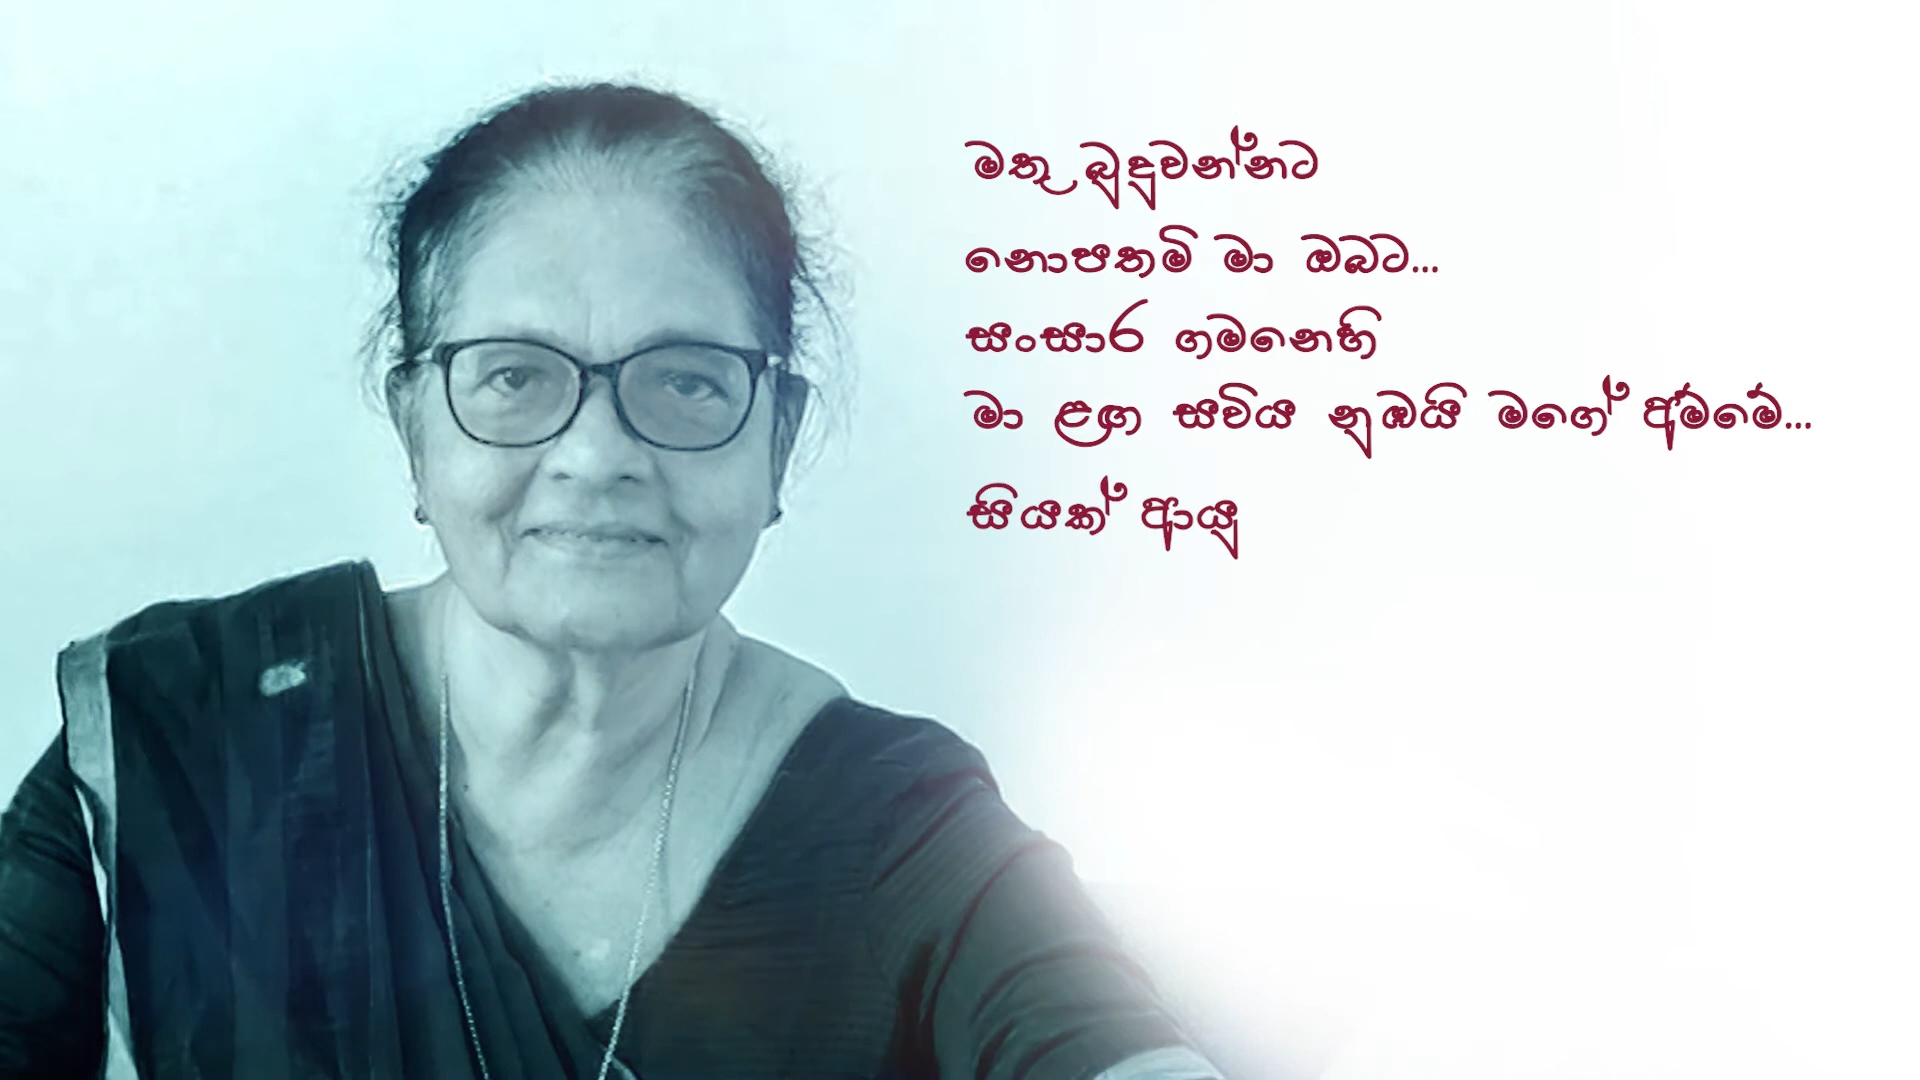 මතු බුදුවන්නට
නොපතමි මා ඔබට...
සංසාර ගමනෙහි
මා ළඟ සවිය නුඹයි මගේ අම්මේ...
සියක් ආයු